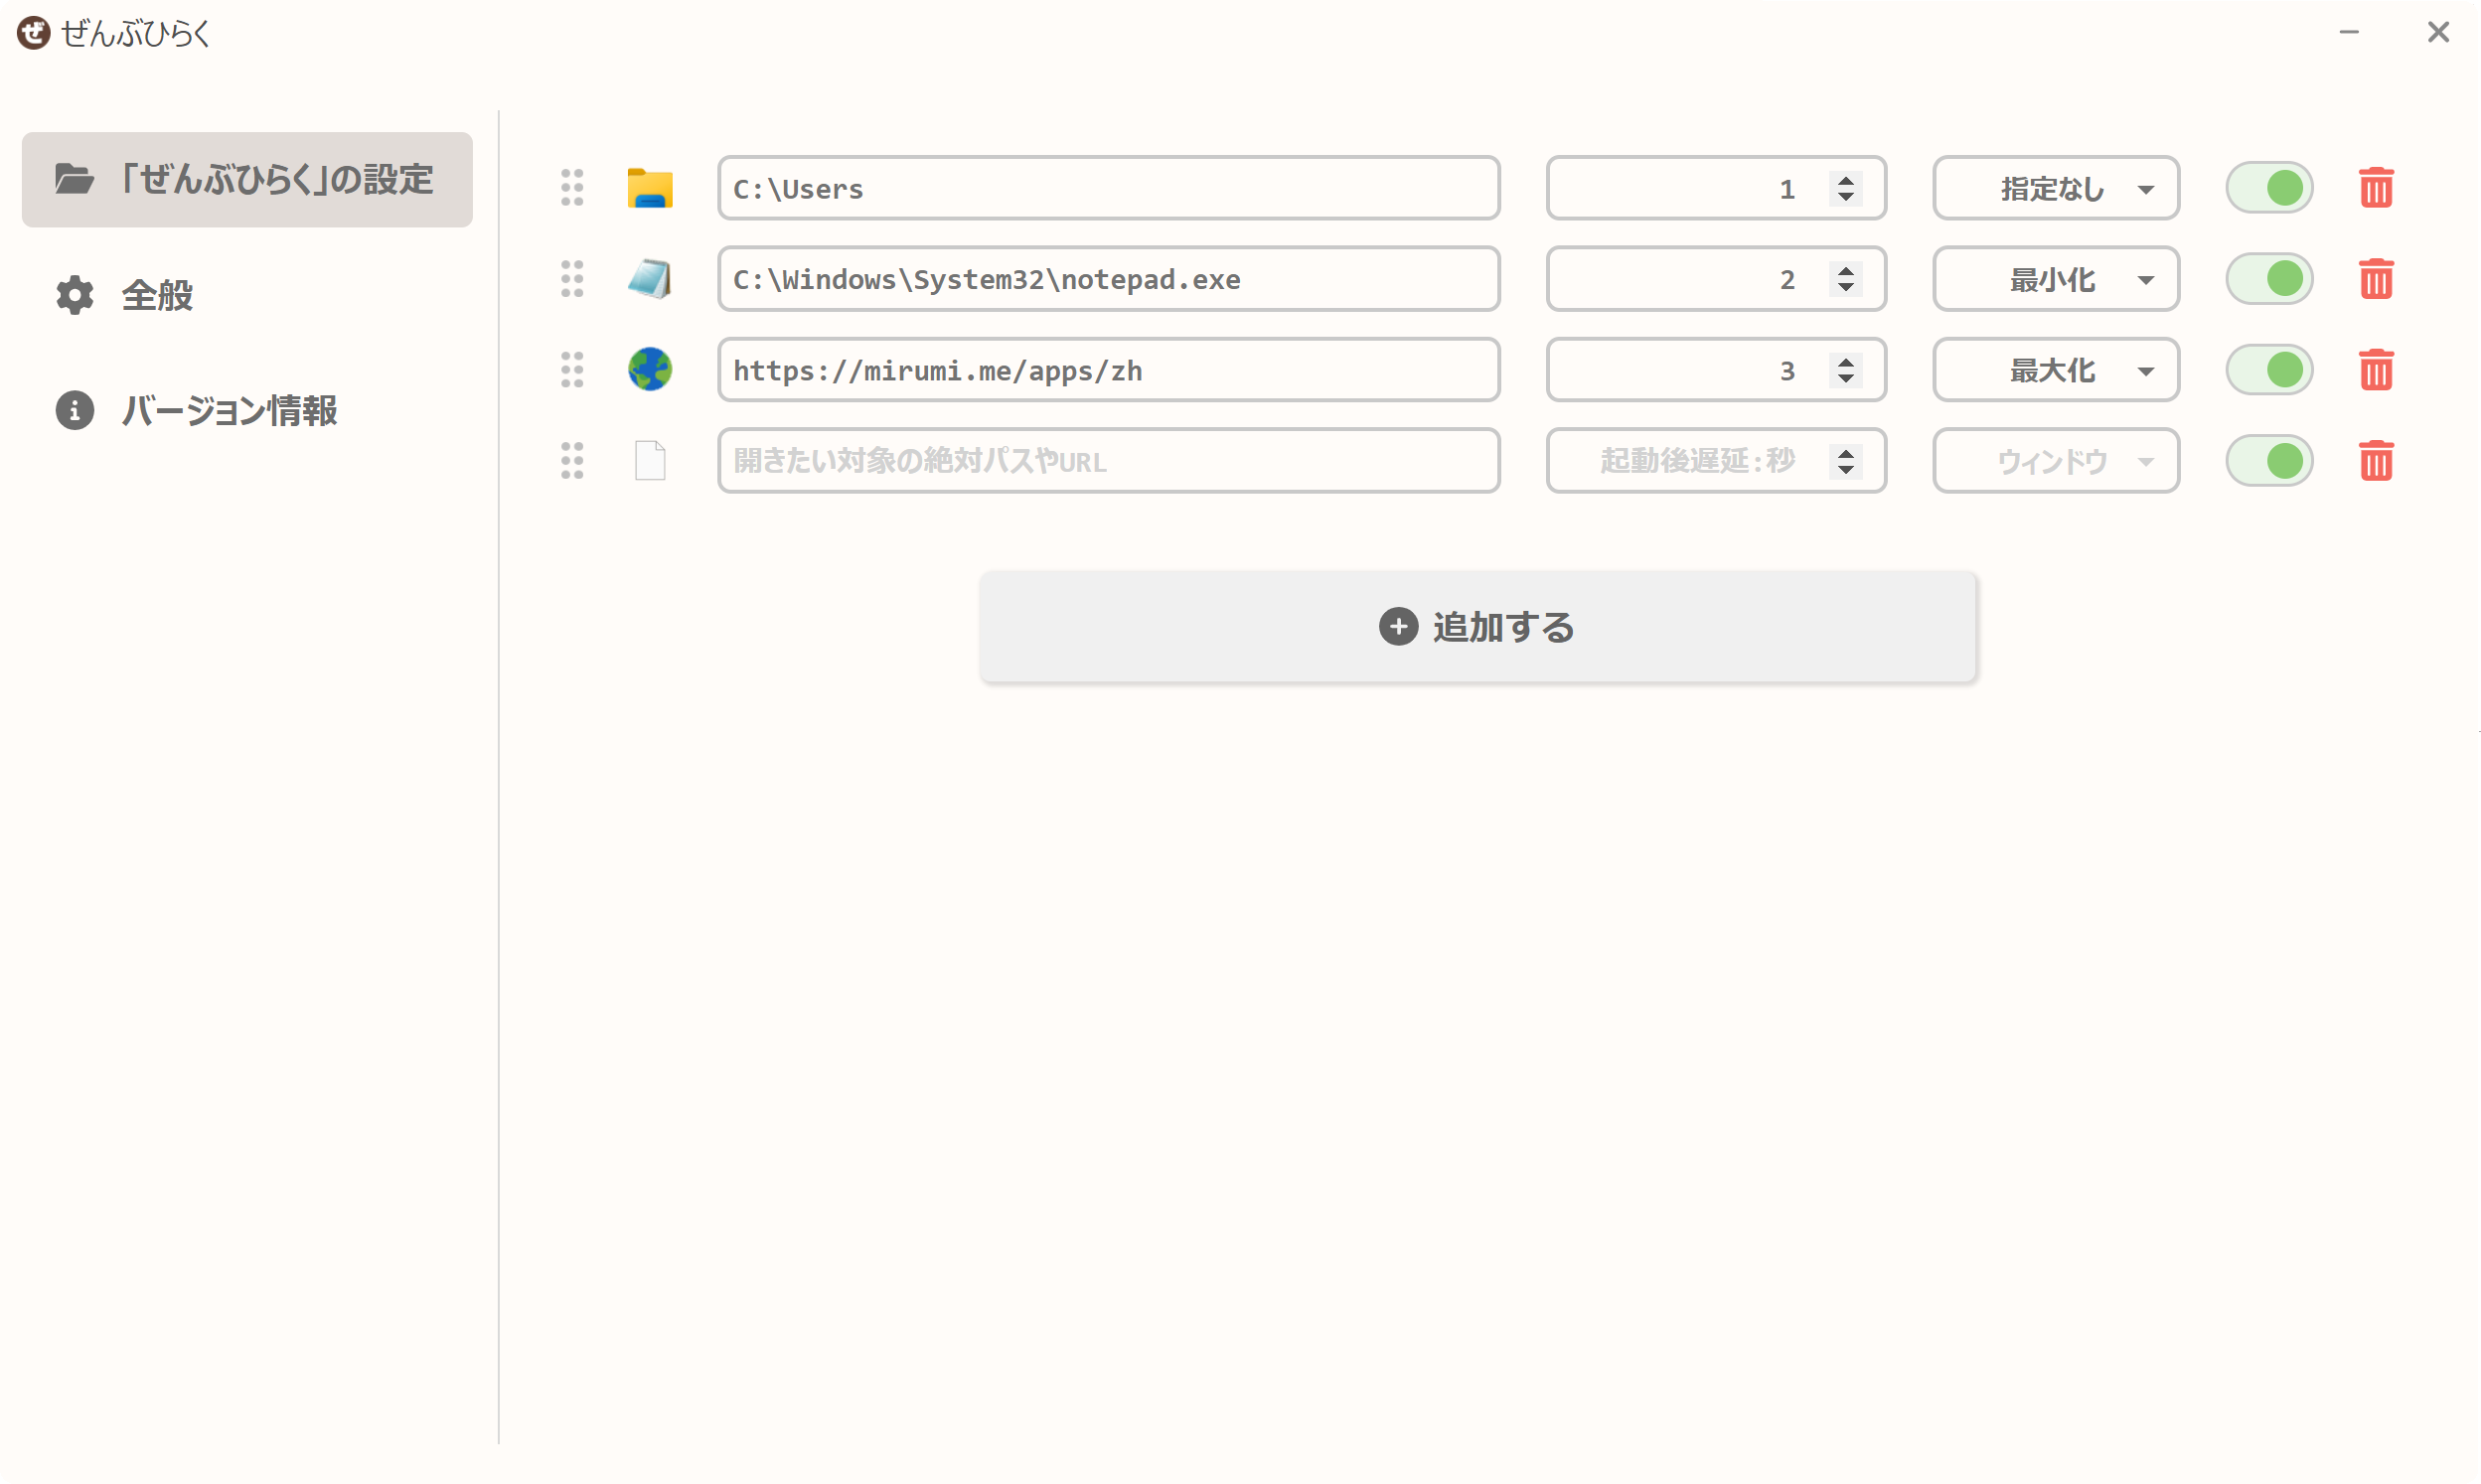 ぜ ぜんぶひらく
「ぜんぶひらく」の設定
全般
バージョン情報
C:\Users 1 指定なし
C:\Windows\System32\notepad.exe 2 最小化
https://mirumi.me/apps/zh 3 最大化
開きたい対象の絶対パスやURL 起動後遅延:秒 ウィンドウ
追加する